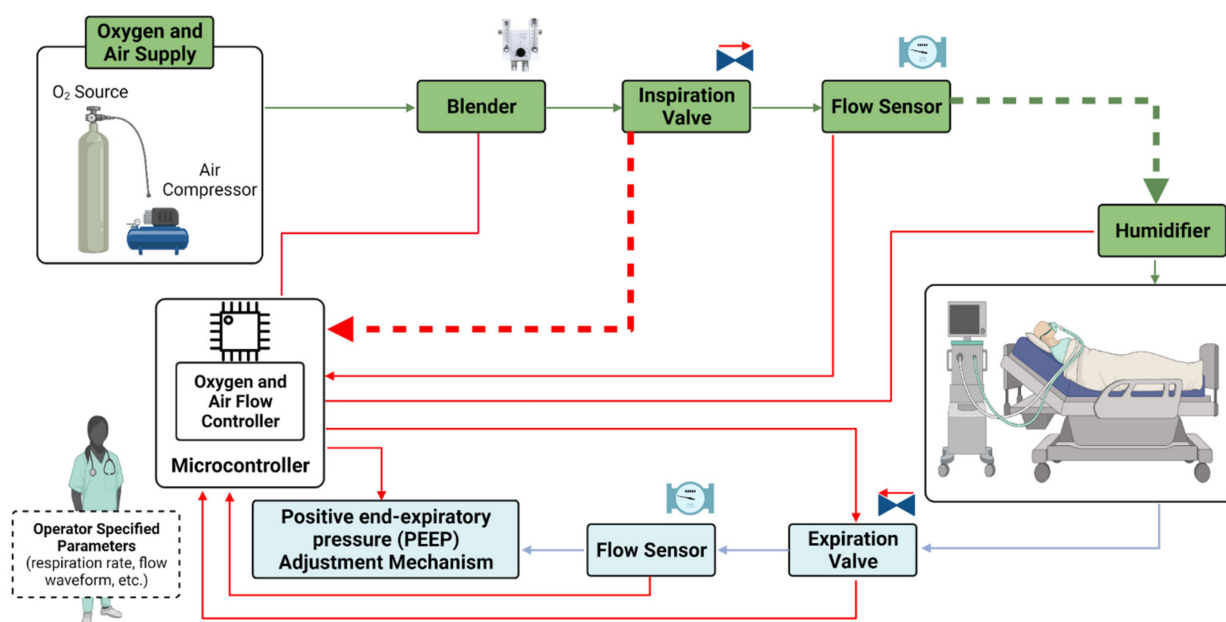 Oxygen and
Air Supply
O₂ Source
Air
Compressor
Blender
Inspiration
Valve
Flow Sensor
Humidifier
Oxygen and
Air Flow
Controller
Microcontroller
Operator Specified
Parameters
(respiration rate, flow
waveform, etc.)
Positive end-expiratory
pressure (PEEP)
Adjustment Mechanism
Flow Sensor
Expiration
Valve